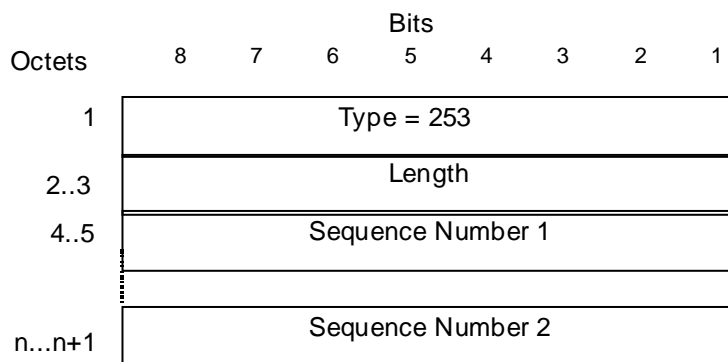 Bits
Octets 8 7 6 5 4 3 2 1
1 Type = 253
2..3 Length
4..5 Sequence Number 1
n...n+1 Sequence Number 2